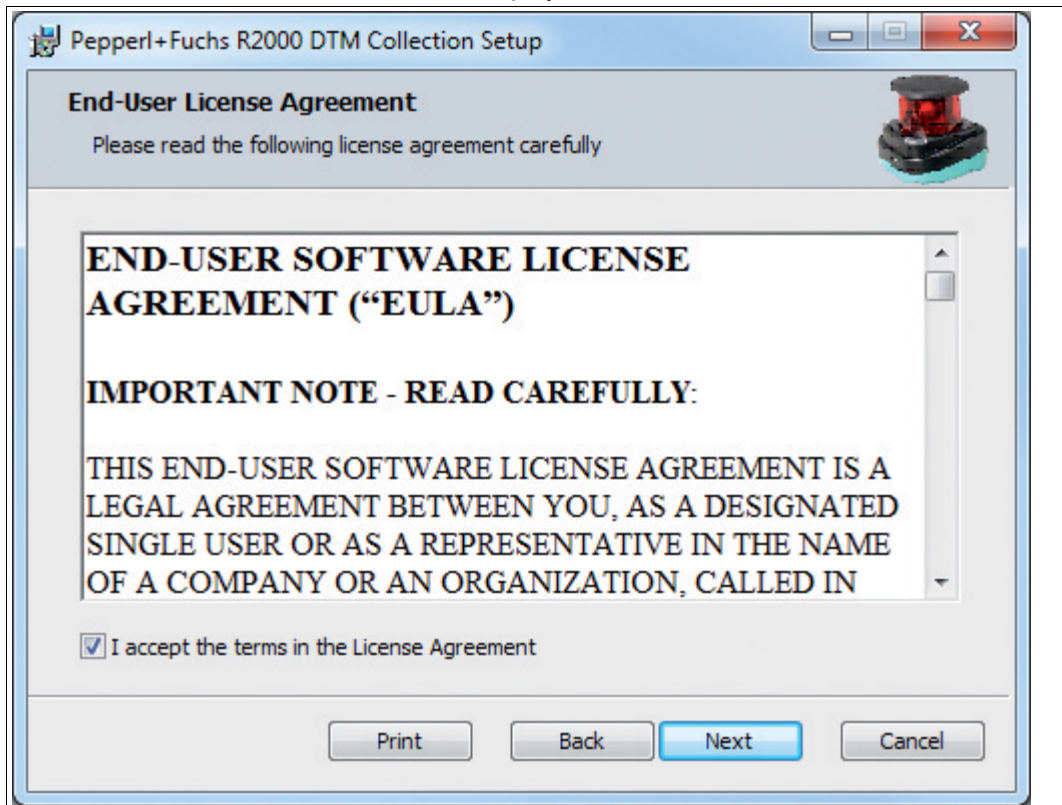 Pepperl+Fuchs R2000 DTM Collection Setup
End-User License Agreement
Please read the following license agreement carefully
END-USER SOFTWARE LICENSE
AGREEMENT (“EULA”)
IMPORTANT NOTE - READ CAREFULLY:
THIS END-USER SOFTWARE LICENSE AGREEMENT IS A
LEGAL AGREEMENT BETWEEN YOU, AS A DESIGNATED
SINGLE USER OR AS A REPRESENTATIVE IN THE NAME
OF A COMPANY OR AN ORGANIZATION, CALLED IN
I accept the terms in the License Agreement
Print Back Next Cancel